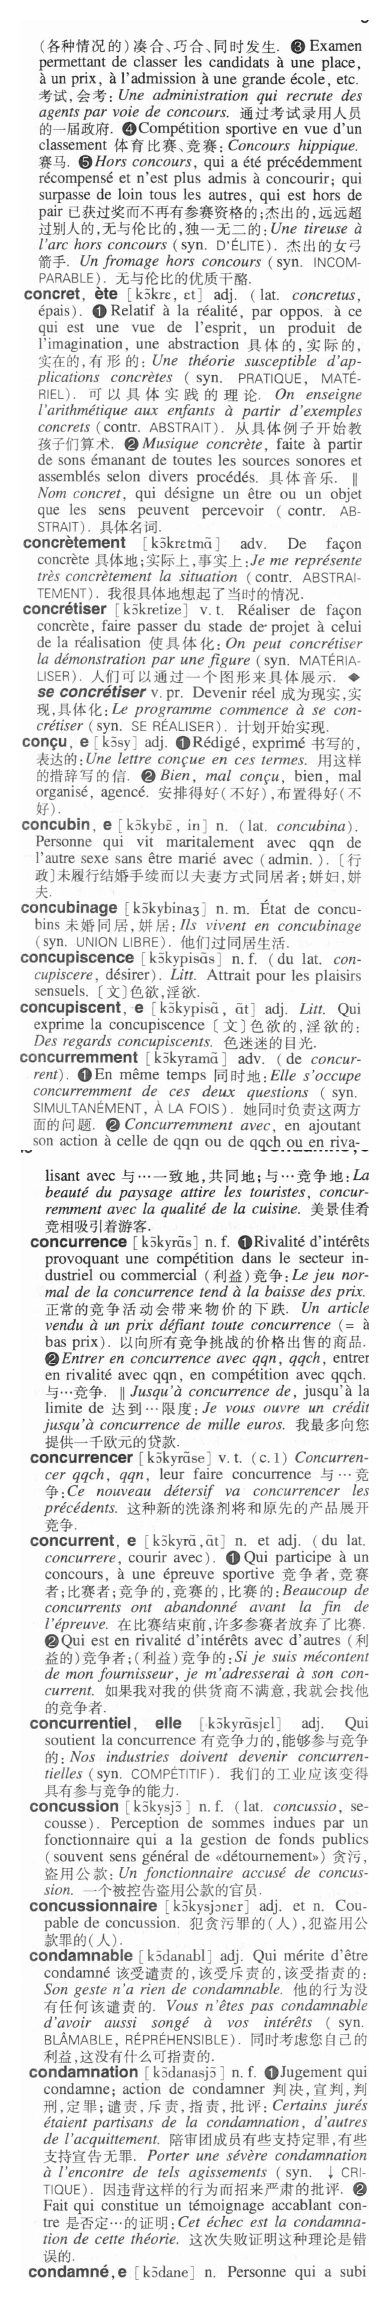 (各种情况的)凑合、巧合、同时发生. ❸ Examen
permettant de classer les candidats à une place,
à un prix, à l'admission à une grande école, etc.
考试,会考: Une administration qui recrute des
agents par voie de concours. 通过考试录用人员
的一届政府. ❹ Compétition sportive en vue d'un
classement 体育比赛、竞赛: Concours hippique.
赛马. ❺ Hors concours, qui a été précédemment
récompensé et n'est plus admis à concourir; qui
surpasse de loin tous les autres, qui est hors de
pair 已获过奖而不再有参赛资格的;杰出的,远远超
过别人的,无与伦比的,独一无二的: Une tireuse à
l'arc hors concours (syn. D'ÉLITE). 杰出的女弓
箭手. Un fromage hors concours (syn. INCOM-
PARABLE). 无与伦比的优质干酪.
concret, ète [kɔ̃krɛ, ɛt] adj. (lat. concretus,
épais). ❶ Relatif à la réalité, par oppos. à ce
qui est une vue de l'esprit, un produit de
l'imagination, une abstraction 具体的,实际的,
实在的,有形的: Une théorie susceptible d'ap-
plications concrètes (syn. PRATIQUE, MATÉ-
RIEL). 可以具体实践的理论. On enseigne
l'arithmétique aux enfants à partir d'exemples
concrets (contr. ABSTRAIT). 从具体例子开始教
孩子们算术. ❷ Musique concrète, faite à partir
de sons émanant de toutes les sources sonores et
assemblés selon divers procédés. 具体音乐. ‖
Nom concret, qui désigne un être ou un objet
que les sens peuvent percevoir (contr. AB-
STRAIT). 具体名词.
concrètement [kɔ̃krɛtmɑ̃] adv. De façon
concrète 具体地;实际上,事实上: Je me représente
très concrètement la situation (contr. ABSTRAI-
TEMENT). 我很具体地想起了当时的情况.
concrétiser [kɔ̃kretize] v. t. Réaliser de façon
concrète, faire passer du stade de projet à celui
de la réalisation 使具体化: On peut concrétiser
la démonstration par une figure (syn. MATÉRIA-
LISER). 人们可以通过一个图形来具体展示. ◆
se concrétiser v. pr. Devenir réel 成为现实,实
现,具体化: Le programme commence à se con-
crétiser (syn. SE RÉALISER). 计划开始实现.
conçu, e [kɔ̃sy] adj. ❶ Rédigé, exprimé 书写的,
表达的: Une lettre conçue en ces termes. 用这样
的措辞写的信. ❷ Bien, mal conçu, bien, mal
organisé, agencé. 安排得好(不好),布置得好(不
好).
concubin, e [kɔ̃kybɛ̃, in] n. (lat. concubina).
Personne qui vit maritalement avec qqn de
l'autre sexe sans être marié avec (admin.). [行
政]未履行结婚手续而以夫妻方式同居者;姘妇,姘
夫.
concubinage [kɔ̃kybinaʒ] n. m. État de concu-
bins 未婚同居,姘居: Ils vivent en concubinage
(syn. UNION LIBRE). 他们过同居生活.
concupiscence [kɔ̃kypisɑ̃s] n. f. (du lat. con-
cupiscere, désirer). Litt. Attrait pour les plaisirs
sensuels. [文]色欲,淫欲.
concupiscent, e [kɔ̃kypisɑ̃, ɑ̃t] adj. Litt. Qui
exprime la concupiscence [文]色欲的,淫欲的:
Des regards concupiscents. 色迷迷的目光.
concurremment [kɔ̃kyramɑ̃] adv. (de concur-
rent). ❶ En même temps 同时地: Elle s'occupe
concurremment de ces deux questions (syn.
SIMULTANÉMENT, À LA FOIS). 她同时负责这两方
面的问题. ❷ Concurremment avec, en ajoutant
son action à celle de qqn ou de qqch ou en riva-
lisant avec 与…一致地,共同地;与…竞争地: La
beauté du paysage attire les touristes, concur-
remment avec la qualité de la cuisine. 美景佳肴
竞相吸引着游客.
concurrence [kɔ̃kyrɑ̃s] n. f. ❶ Rivalité d'intérêts
provoquant une compétition dans le secteur in-
dustriel ou commercial (利益)竞争: Le jeu nor-
mal de la concurrence tend à la baisse des prix.
正常的竞争活动会带来物价的下跌. Un article
vendu à un prix défiant toute concurrence (= à
bas prix). 以向所有竞争挑战的价格出售的商品.
❷ Entrer en concurrence avec qqn, qqch, entrer
en rivalité avec qqn, en compétition avec qqch.
与…竞争. ‖ Jusqu'à concurrence de, jusqu'à la
limite de 达到…限度: Je vous ouvre un crédit
jusqu'à concurrence de mille euros. 我最多向您
提供一千欧元的贷款.
concurrencer [kɔ̃kyrɑ̃se] v. t. (c. 1) Concurren-
cer qqch, qqn, leur faire concurrence 与…竞
争: Ce nouveau détersif va concurrencer les
précédents. 这种新的洗涤剂将和原先的产品展开
竞争.
concurrent, e [kɔ̃kyrɑ̃, ɑ̃t] n. et adj. (du lat.
concurrere, courir avec). ❶ Qui participe à un
concours, à une épreuve sportive 竞争者,竞赛
者;比赛者;竞争的,竞赛的,比赛的: Beaucoup de
concurrents ont abandonné avant la fin de
l'épreuve. 在比赛结束前,许多参赛者放弃了比赛.
❷ Qui est en rivalité d'intérêts avec d'autres (利
益的)竞争者;(利益)竞争的: Si je suis mécontent
de mon fournisseur, je m'adresserai à son con-
current. 如果我对我的供货商不满意,我就会找他
的竞争者.
concurrentiel, elle [kɔ̃kyrɑ̃sjɛl] adj. Qui
soutient la concurrence 有竞争力的,能够参与竞争
的: Nos industries doivent devenir concurren-
tielles (syn. COMPÉTITIF). 我们的工业应该变得
具有参与竞争的能力.
concussion [kɔ̃kysjɔ̃] n. f. (lat. concussio, se-
cousse). Perception de sommes indues par un
fonctionnaire qui a la gestion de fonds publics
(souvent sens général de «détournement») 贪污,
盗用公款: Un fonctionnaire accusé de concus-
sion. 一个被控告盗用公款的官员.
concussionnaire [kɔ̃kysjɔnɛr] adj. et n. Cou-
pable de concussion. 犯贪污罪的(人),犯盗用公
款罪的(人).
condamnable [kɔ̃danabl] adj. Qui mérite d'être
condamné 该受谴责的,该受斥责的,该受指责的:
Son geste n'a rien de condamnable. 他的行为没
有任何该谴责的. Vous n'êtes pas condamnable
d'avoir aussi songé à vos intérêts (syn.
BLÂMABLE, RÉPRÉHENSIBLE). 同时考虑您自己的
利益,这没有什么可指责的.
condamnation [kɔ̃danasjɔ̃] n. f. ❶ Jugement qui
condamne; action de condamner 判决,宣判,判
刑,定罪;谴责,斥责,指责,批评: Certains jurés
étaient partisans de la condamnation, d'autres
de l'acquittement. 陪审团成员有些支持定罪,有些
支持宣告无罪. Porter une sévère condamnation
à l'encontre de tels agissements (syn. ↓ CRI-
TIQUE). 因违背这样的行为而招来严肃的批评. ❷
Fait qui constitue un témoignage accablant con-
tre 是否定…的证明: Cet échec est la condamna-
tion de cette théorie. 这次失败证明这种理论是错
误的.
condamné, e [kɔ̃dane] n. Personne qui a subi